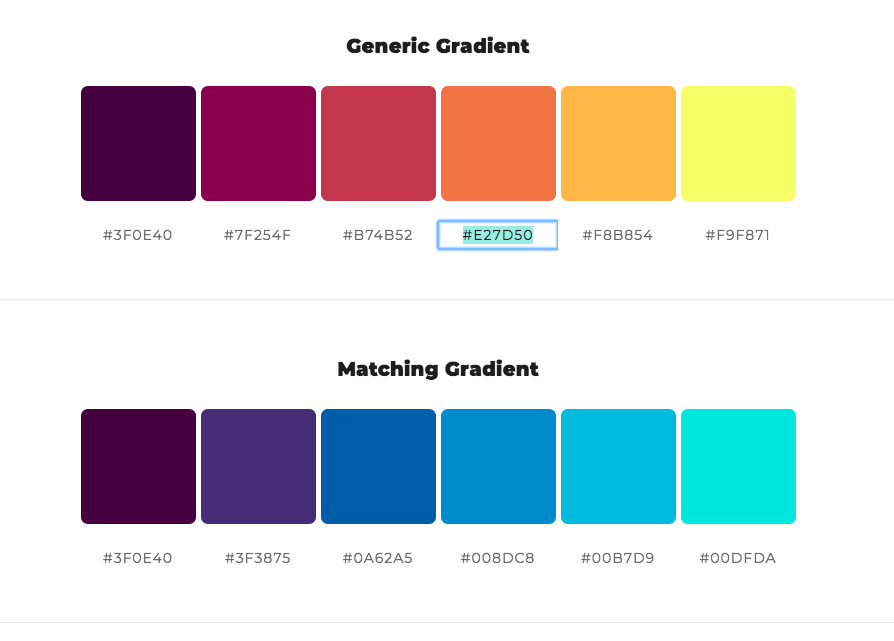 Generic Gradient
#3F0E40 #7F254F #B74B52 #E27D50 #F8B854 #F9F871
Matching Gradient
#3F0E40 #3F3875 #0A62A5 #008DC8 #00B7D9 #00DFDA